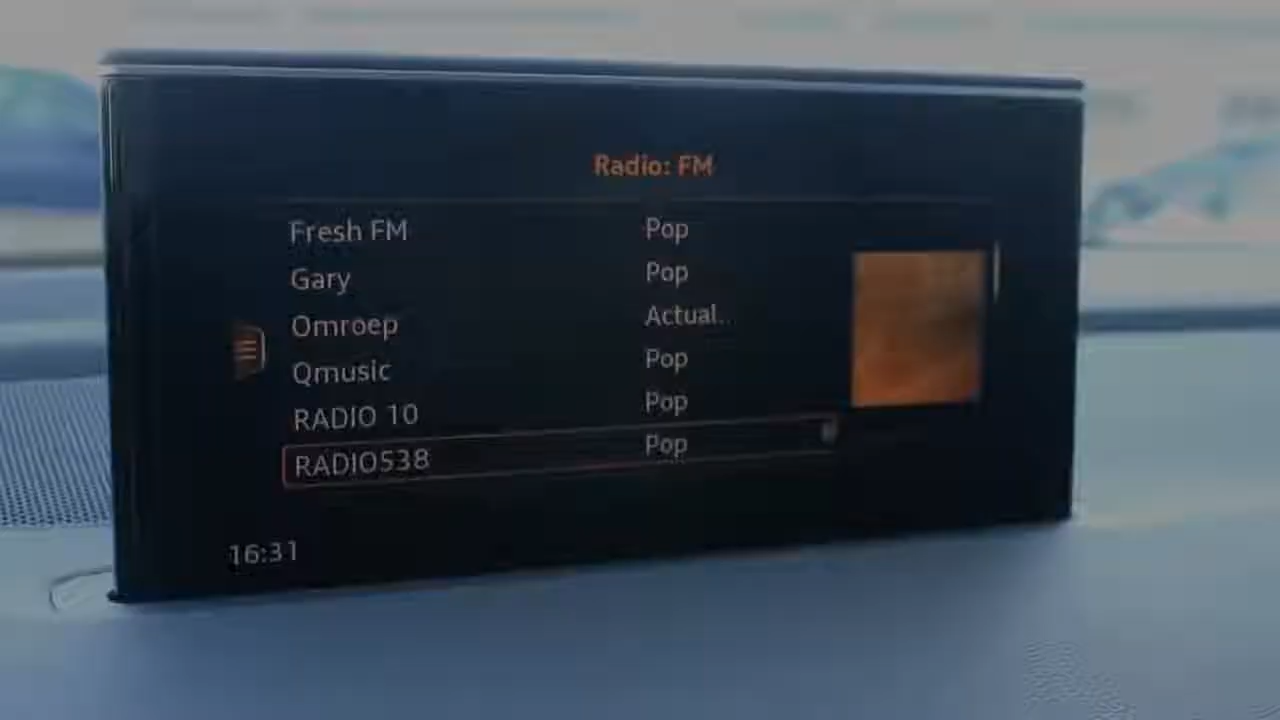 Radio: FM
Fresh FM Pop
Gary Pop
Omroep Actual..
Qmusic Pop
RADIO 10 Pop
RADIO538 Pop
16:31